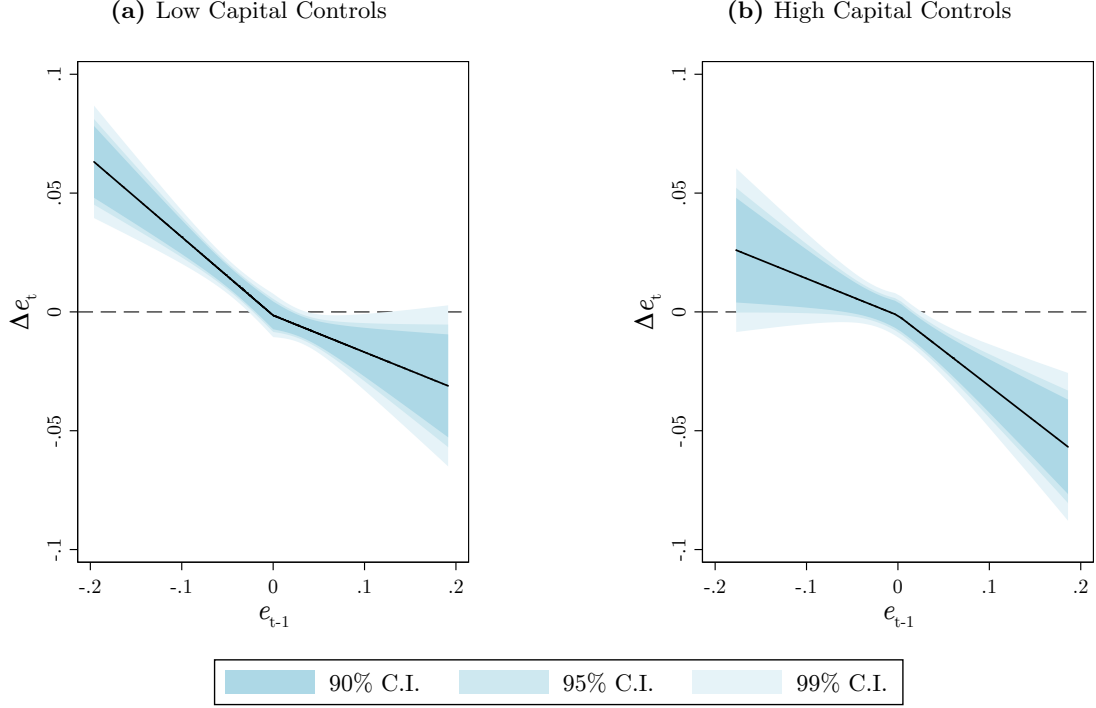 (a) Low Capital Controls
.1
.05
0
-.05
-.1
Δe_t
-.2 -.1 0 .1 .2
e_t-1
(b) High Capital Controls
.1
.05
0
-.05
-.1
Δe_t
-.2 -.1 0 .1 .2
e_t-1
90% C.I. 95% C.I. 99% C.I.